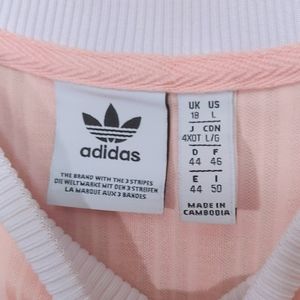 adidas
THE BRAND WITH THE 3 STRIPES
DIE WELTMARKE MIT DEN 3 STREIFEN
LA MARQUE AUX 3 BANDES
UK US
18 L
J CDN
4XOT L/G
D F
44 46
E I
44 50
MADE IN
CAMBODIA